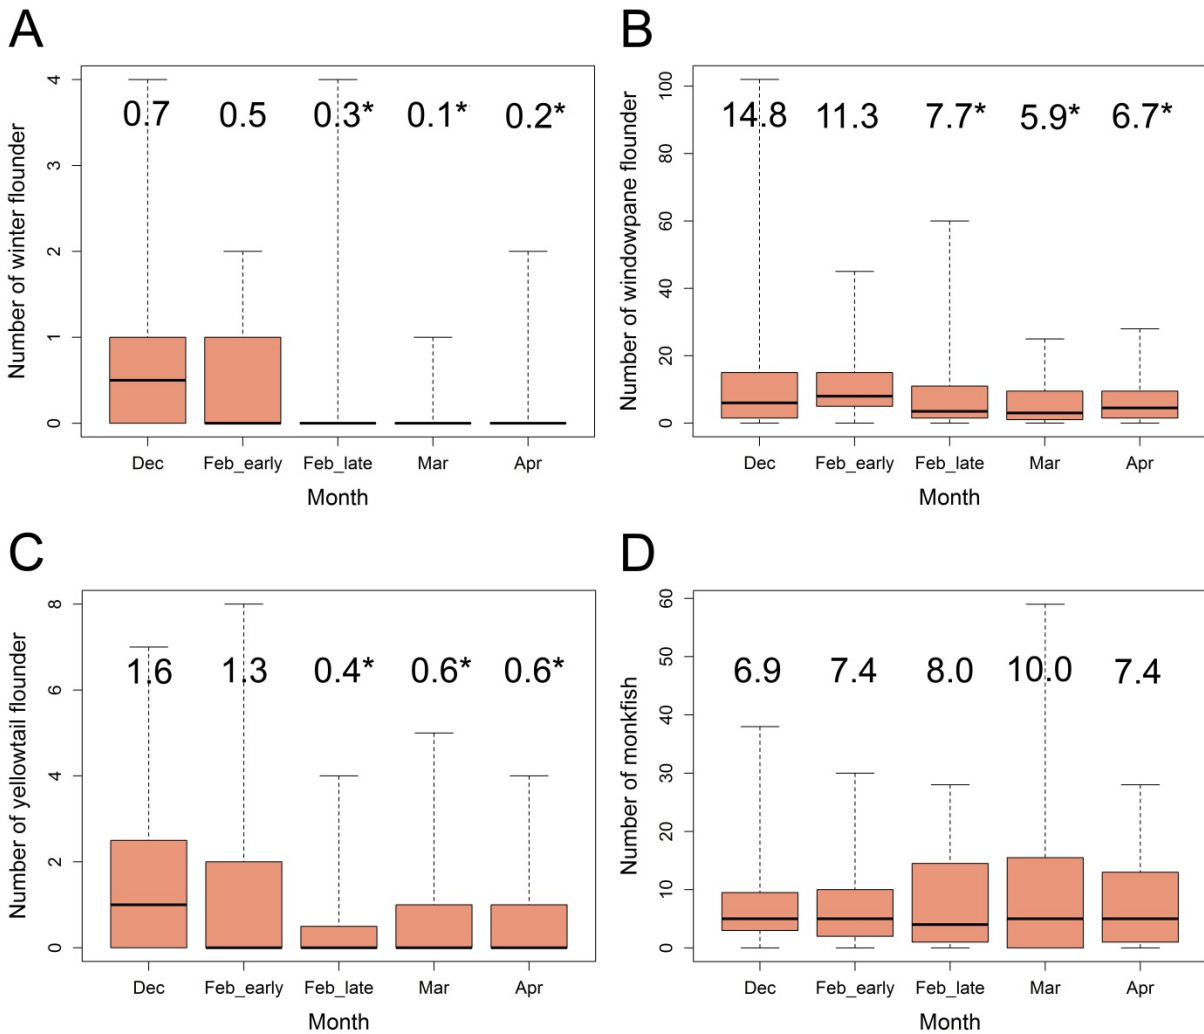 A
Number of winter flounder
4
3
2
1
0
0.7 0.5 0.3* 0.1* 0.2*
Dec Feb_early Feb_late Mar Apr
Month
B
Number of windowpane flounder
100
80
60
40
20
0
14.8 11.3 7.7* 5.9* 6.7*
Dec Feb_early Feb_late Mar Apr
Month
C
Number of yellowtail flounder
8
6
4
2
0
1.6 1.3 0.4* 0.6* 0.6*
Dec Feb_early Feb_late Mar Apr
Month
D
Number of monkfish
60
50
40
30
20
10
0
6.9 7.4 8.0 10.0 7.4
Dec Feb_early Feb_late Mar Apr
Month